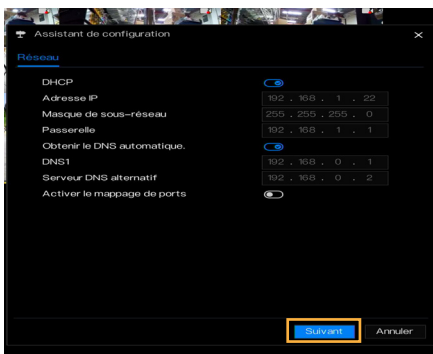 Assistant de configuration
Réseau
DHCP
Adresse IP 192 . 168 . 1 . 22
Masque de sous-réseau 255 . 255 . 255 . 0
Passerelle 192 . 168 . 1 . 1
Obtenir le DNS automatique.
DNS1 192 . 168 . 0 . 1
Serveur DNS alternatif 192 . 168 . 0 . 2
Activer le mappage de ports
Suivant Annuler